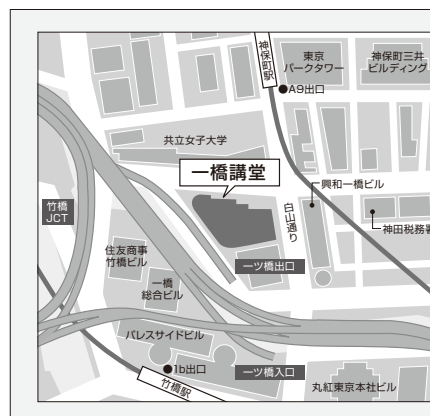 神保町駅
東京
パークタワー
神保町三井
ビルディング
●A9出口
共立女子大学
一橋講堂
興和一橋ビル
白山通り
竹橋
JCT
神田税務署
住友商事
竹橋ビル
一ツ橋出口
一橋
総合ビル
パレスサイドビル
●1b出口
竹橋駅
一ツ橋入口
丸紅東京本社ビル